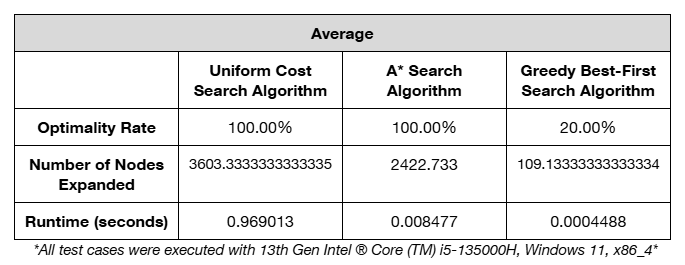 Average
Uniform Cost Search Algorithm A* Search Algorithm Greedy Best-First Search Algorithm
Optimality Rate 100.00% 100.00% 20.00%
Number of Nodes Expanded 3603.3333333333335 2422.733 109.13333333333334
Runtime (seconds) 0.969013 0.008477 0.0004488
*All test cases were executed with 13th Gen Intel ® Core (TM) i5-135000H, Windows 11, x86_4*